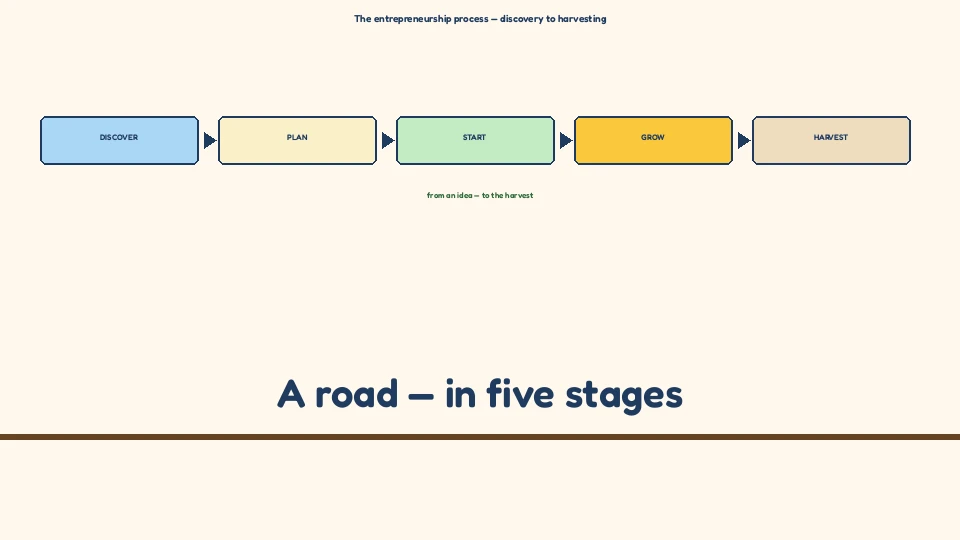 The entrepreneurship process — discovery to harvesting
DISCOVER
PLAN
START
GROW
HARVEST
from an idea — to the harvest
A road — in five stages